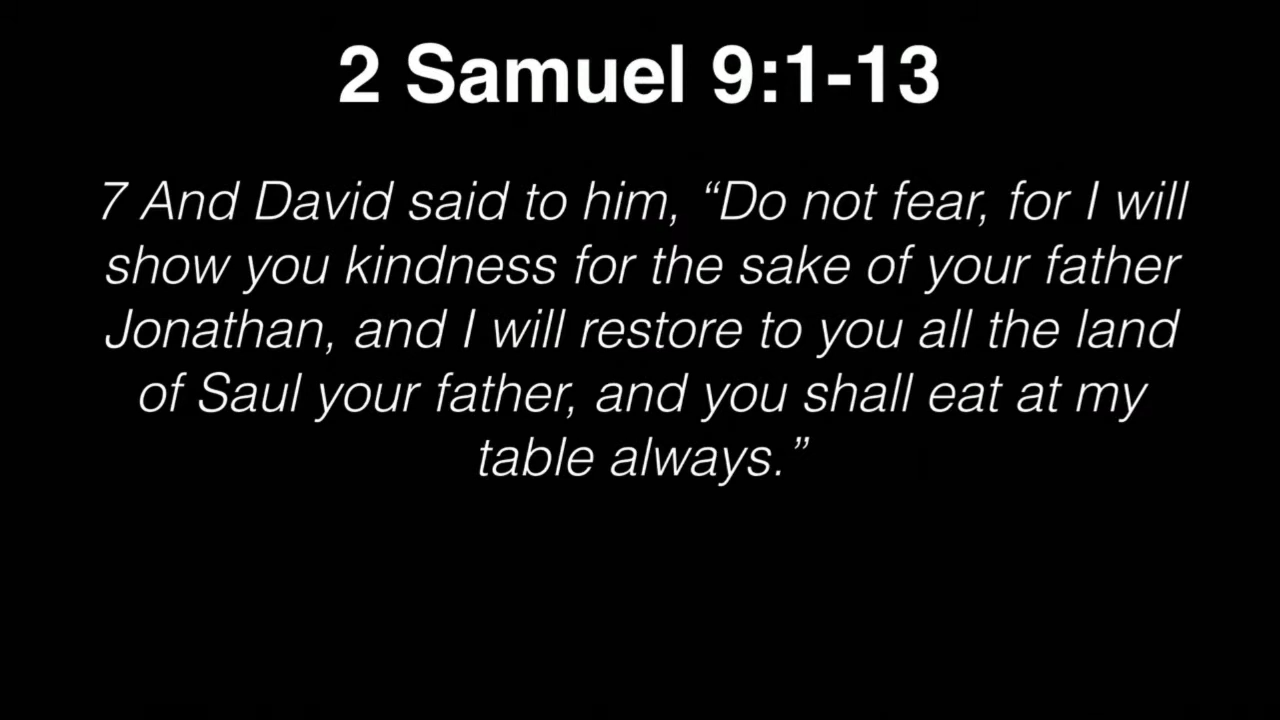 2 Samuel 9:1-13
7 And David said to him, “Do not fear, for I will
show you kindness for the sake of your father
Jonathan, and I will restore to you all the land
of Saul your father, and you shall eat at my
table always.”